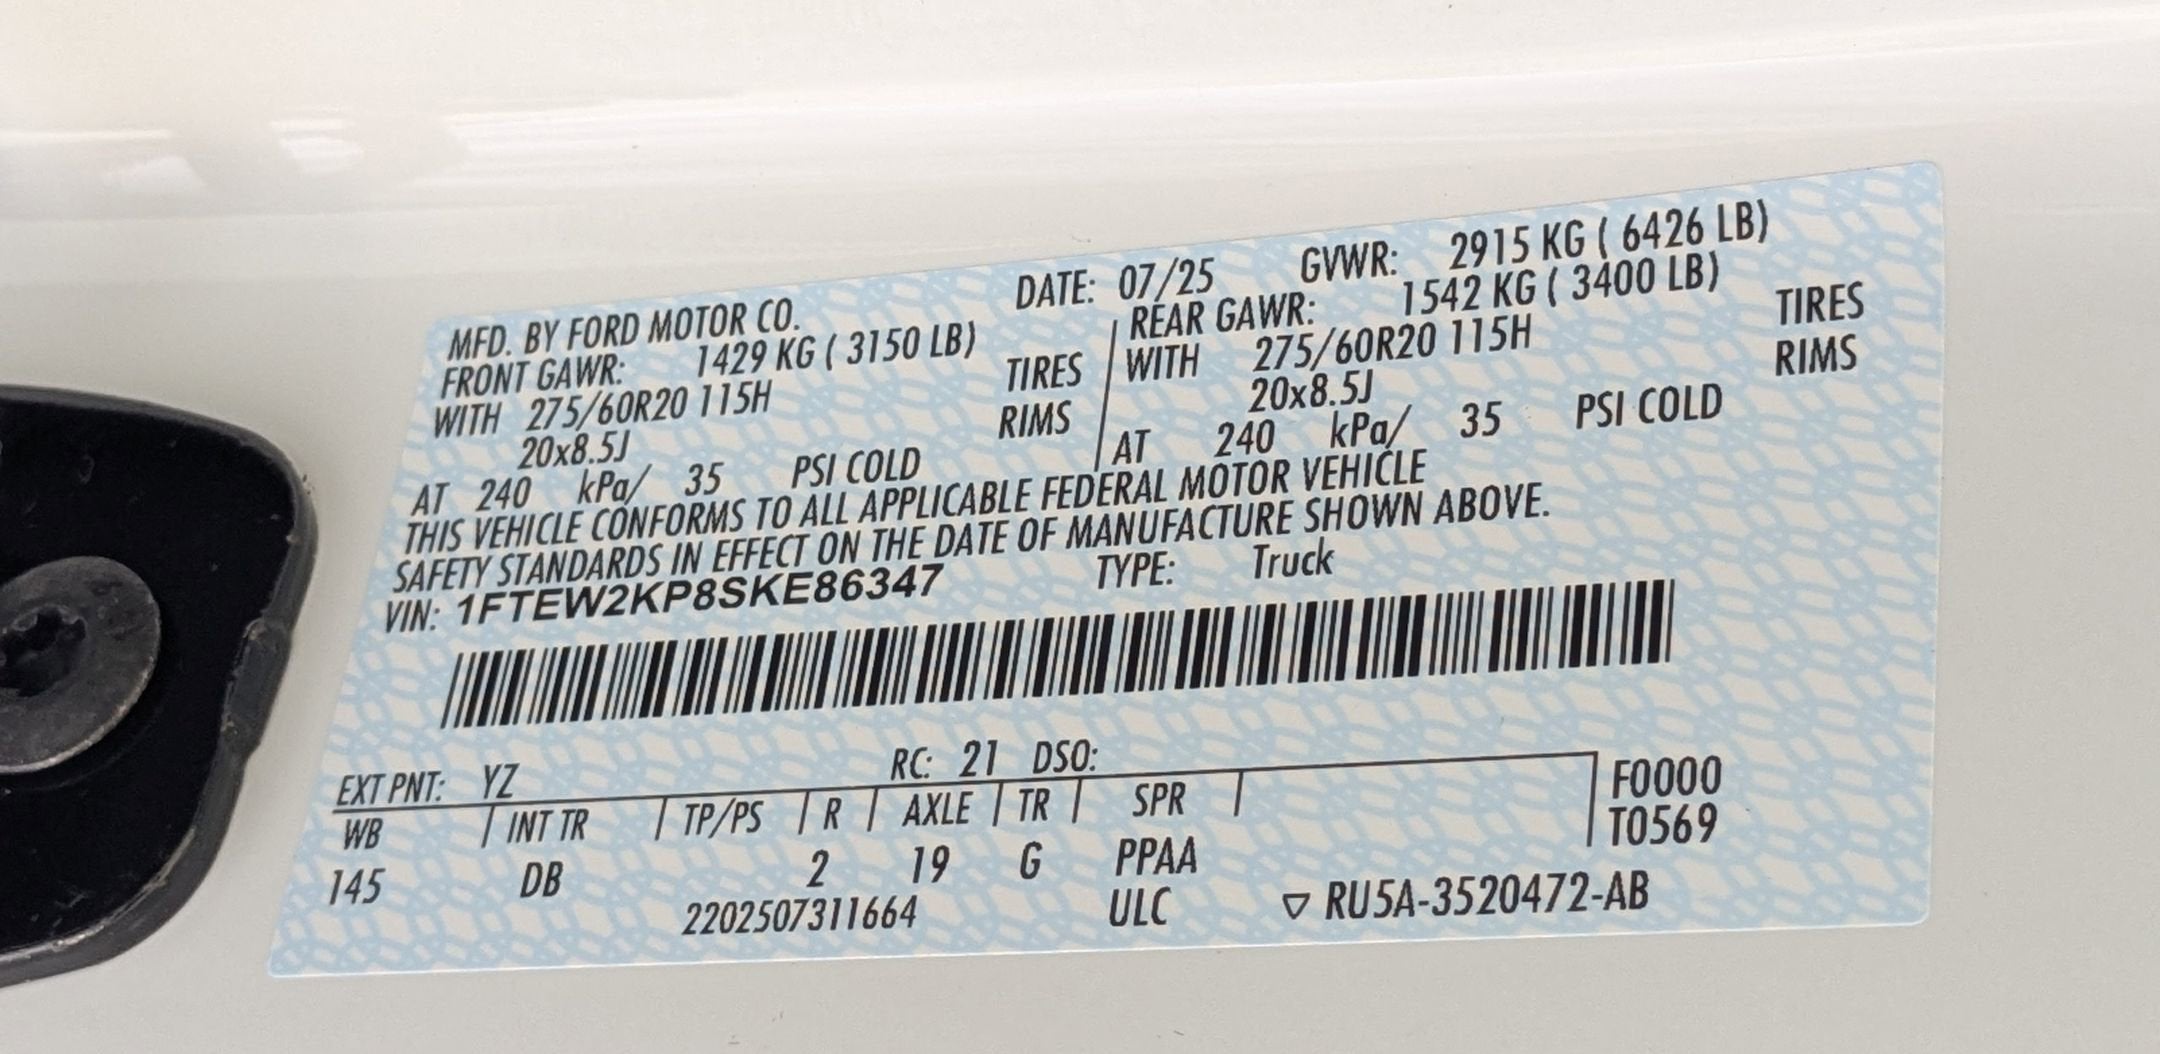 MFD. BY FORD MOTOR CO. DATE: 07/25 GVWR: 2915 KG ( 6426 LB)
FRONT GAWR: 1429 KG ( 3150 LB) REAR GAWR: 1542 KG ( 3400 LB)
WITH 275/60R20 115H TIRES WITH 275/60R20 115H TIRES
20x8.5J RIMS 20x8.5J RIMS
AT 240 kPa/ 35 PSI COLD AT 240 kPa/ 35 PSI COLD
THIS VEHICLE CONFORMS TO ALL APPLICABLE FEDERAL MOTOR VEHICLE
SAFETY STANDARDS IN EFFECT ON THE DATE OF MANUFACTURE SHOWN ABOVE.
VIN: 1FTEW2KP8SKE86347 TYPE: Truck
EXT PNT: YZ RC: 21 DSO: F0000
WB INT TR TP/PS R AXLE TR SPR T0569
145 DB 2 19 G PPAA
2202507311664 ULC ▽ RU5A-3520472-AB